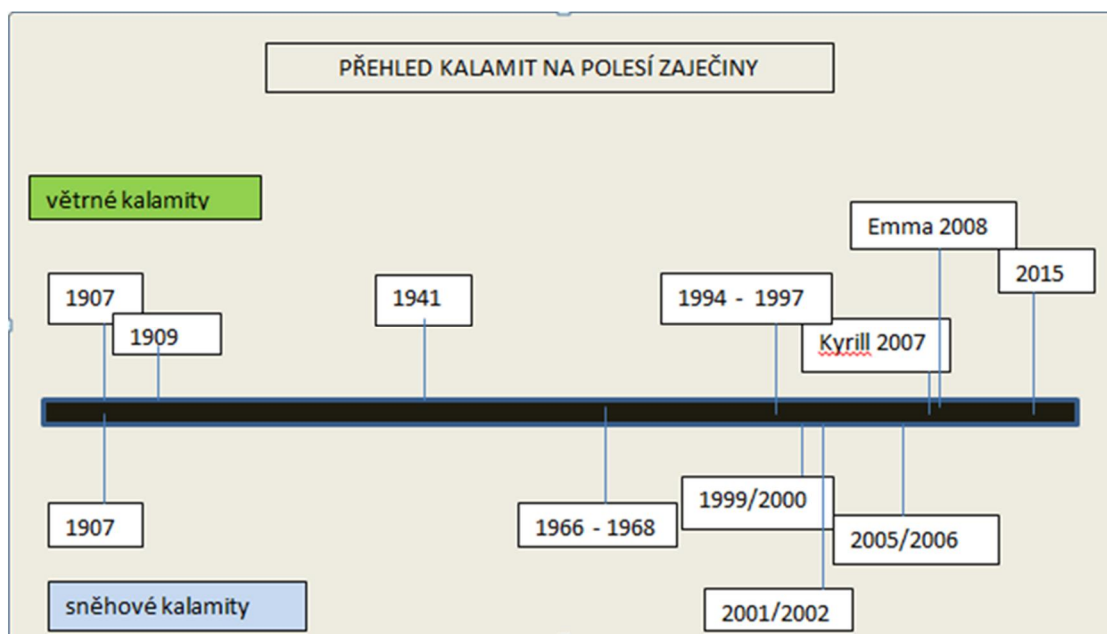 PŘEHLED KALAMIT NA POLESÍ ZAJEČINY
větrné kalamity
Emma 2008
2015
1907
1941
1994 - 1997
1909
Kyrill 2007
1999/2000
1907
1966 - 1968
2005/2006
sněhové kalamity
2001/2002